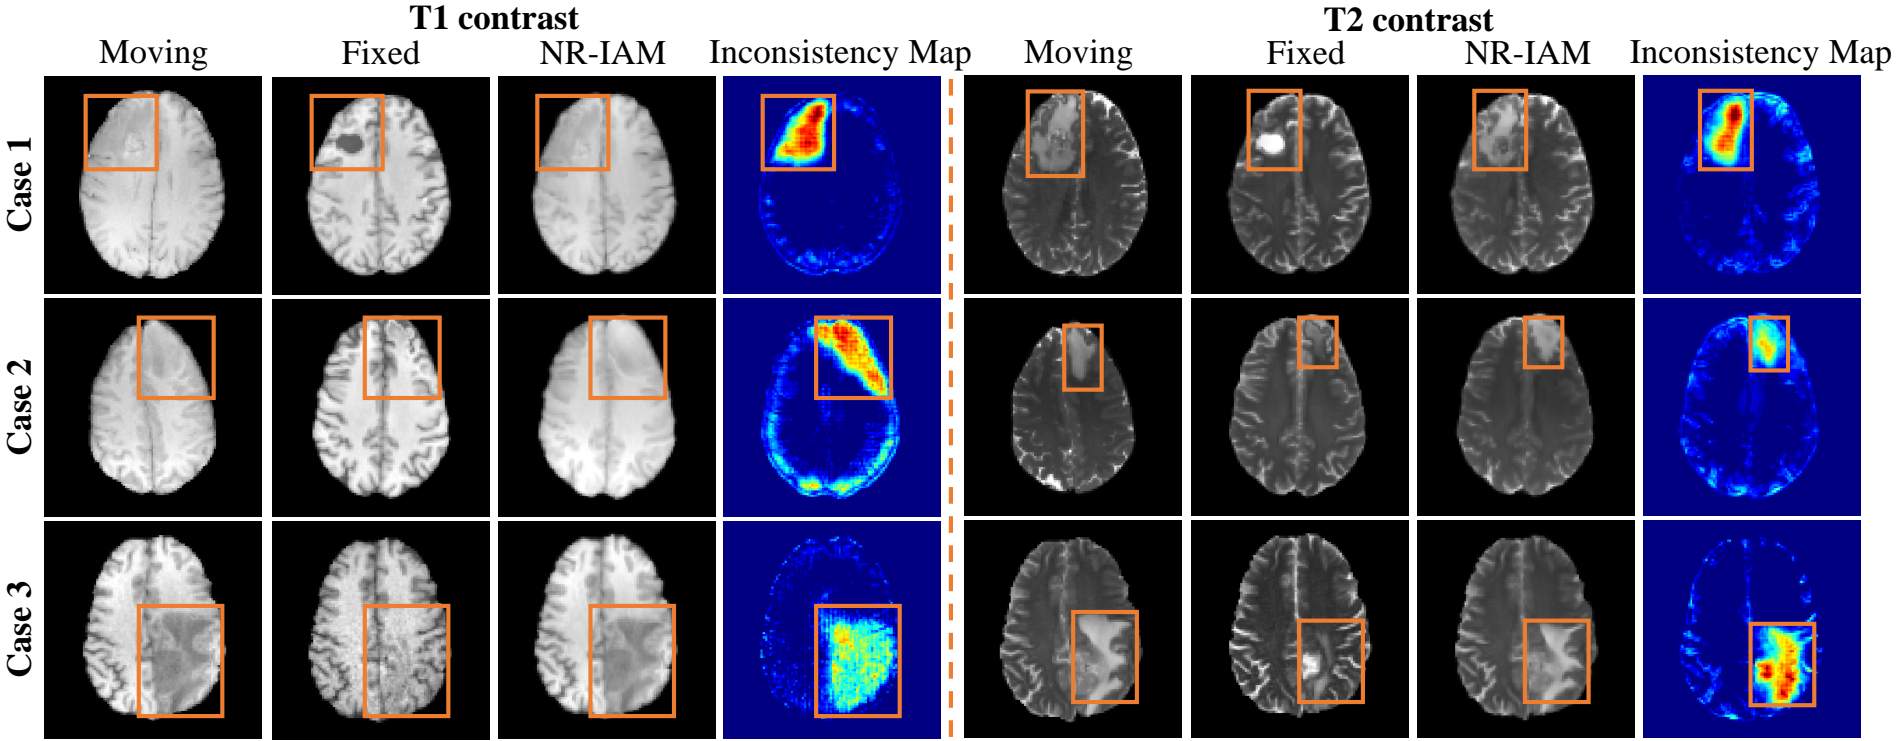 T1 contrast
T2 contrast
Moving
Fixed
NR-IAM
Inconsistency Map
Moving
Fixed
NR-IAM
Inconsistency Map
Case 1
Case 2
Case 3